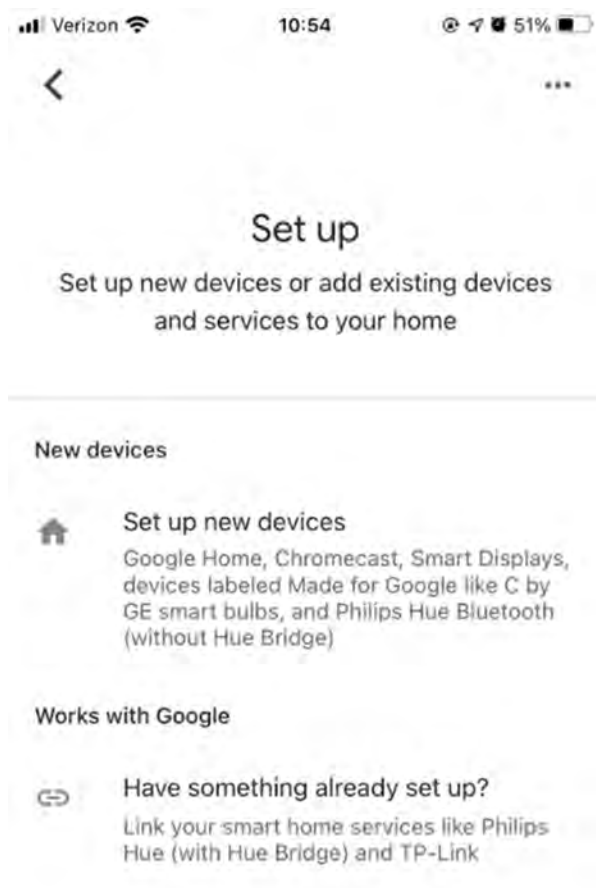 Verizon 10:54 51%
Set up
Set up new devices or add existing devices
and services to your home
New devices
Set up new devices
Google Home, Chromecast, Smart Displays,
devices labeled Made for Google like C by
GE smart bulbs, and Philips Hue Bluetooth
(without Hue Bridge)
Works with Google
Have something already set up?
Link your smart home services like Philips
Hue (with Hue Bridge) and TP-Link